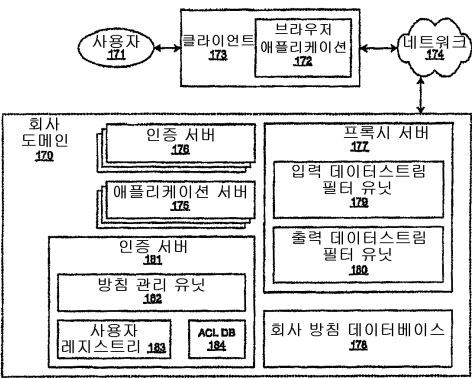 사용자
171
클라이언트
173
브라우저
애플리케이션
172
네트워크
174
회사
도메인
170
인증 서버
176
애플리케이션 서버
175
인증 서버
181
방침 관리 유닛
182
사용자
레지스트리 183
ACL DB
184
프록시 서버
177
입력 데이터스트림
필터 유닛
179
출력 데이터스트림
필터 유닛
180
회사 방침 데이터베이스
178